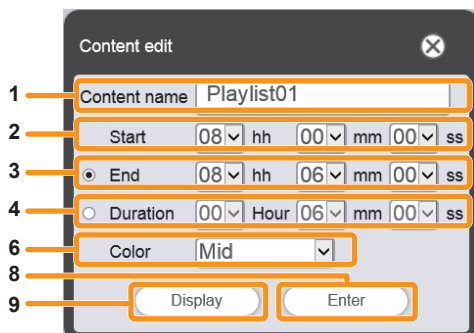 Content edit
1 Content name Playlist01
2 Start 08 hh 00 mm 00 ss
3 End 08 hh 06 mm 00 ss
4 Duration 00 Hour 06 mm 00 ss
6 Color Mid
8
9 Display Enter